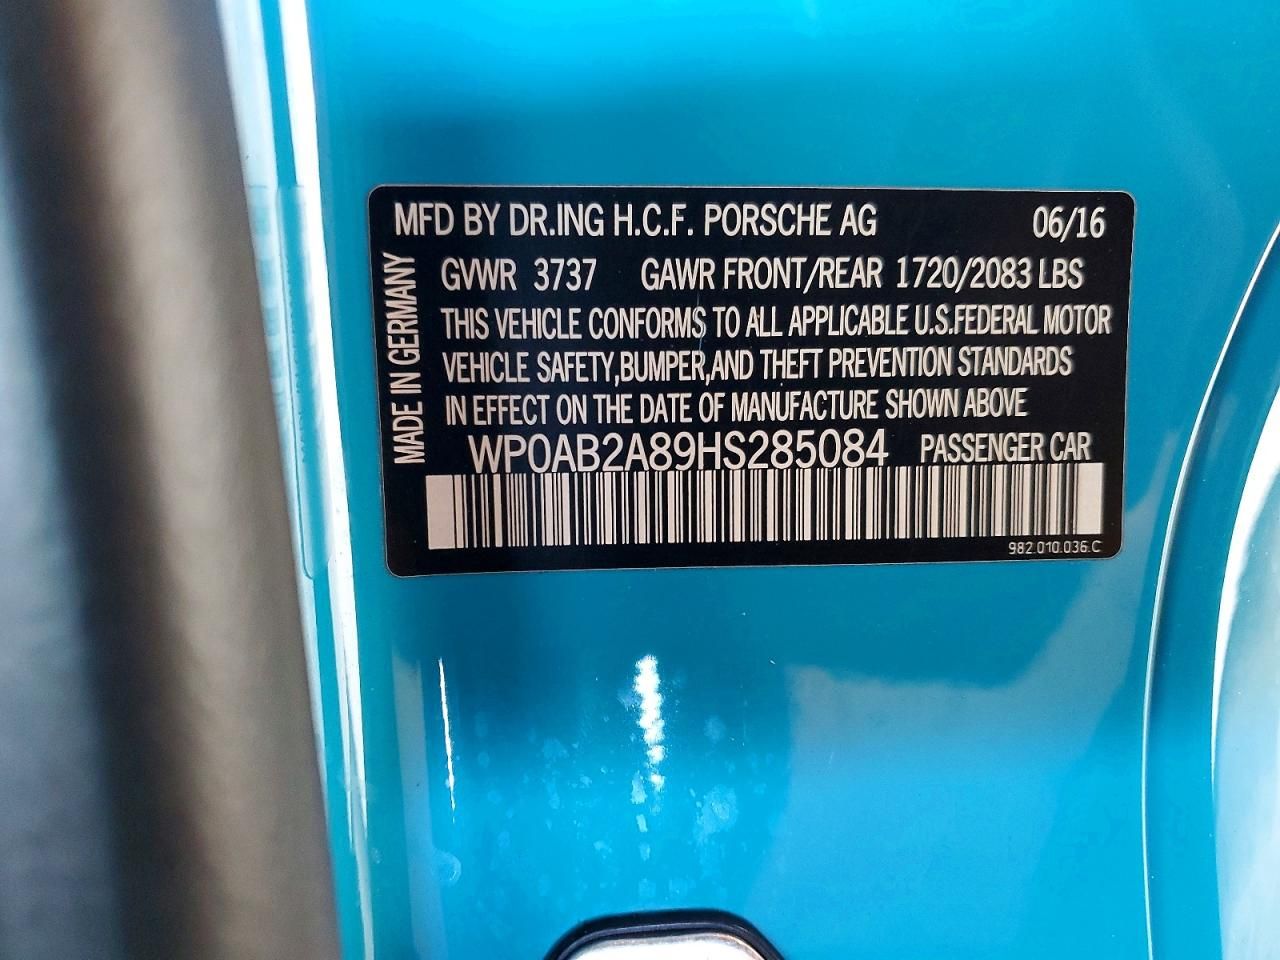 MFD BY DR.ING H.C.F. PORSCHE AG 06/16
GVWR 3737 GAWR FRONT/REAR 1720/2083 LBS
THIS VEHICLE CONFORMS TO ALL APPLICABLE U.S.FEDERAL MOTOR
VEHICLE SAFETY,BUMPER,AND THEFT PREVENTION STANDARDS
IN EFFECT ON THE DATE OF MANUFACTURE SHOWN ABOVE
WP0AB2A89HS285084 PASSENGER CAR
982.010.036.C
MADE IN GERMANY